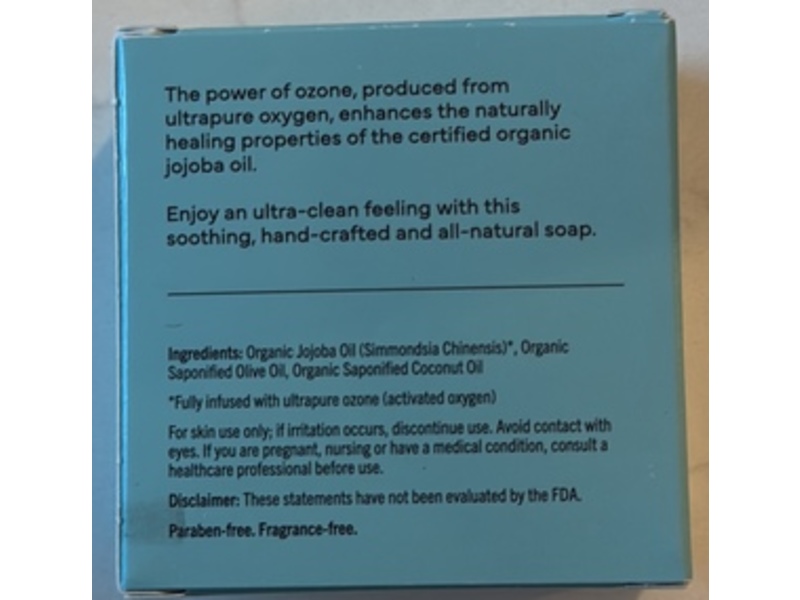 The power of ozone, produced from
ultrapure oxygen, enhances the naturally
healing properties of the certified organic
jojoba oil.
Enjoy an ultra-clean feeling with this
soothing, hand-crafted and all-natural soap.
Ingredients: Organic Jojoba Oil (Simmondsia Chinensis)*, Organic
Saponified Olive Oil, Organic Saponified Coconut Oil
*Fully infused with ultrapure ozone (activated oxygen)
For skin use only; if irritation occurs, discontinue use. Avoid contact with
eyes. If you are pregnant, nursing or have a medical condition, consult a
healthcare professional before use.
Disclaimer: These statements have not been evaluated by the FDA.
Paraben-free. Fragrance-free.